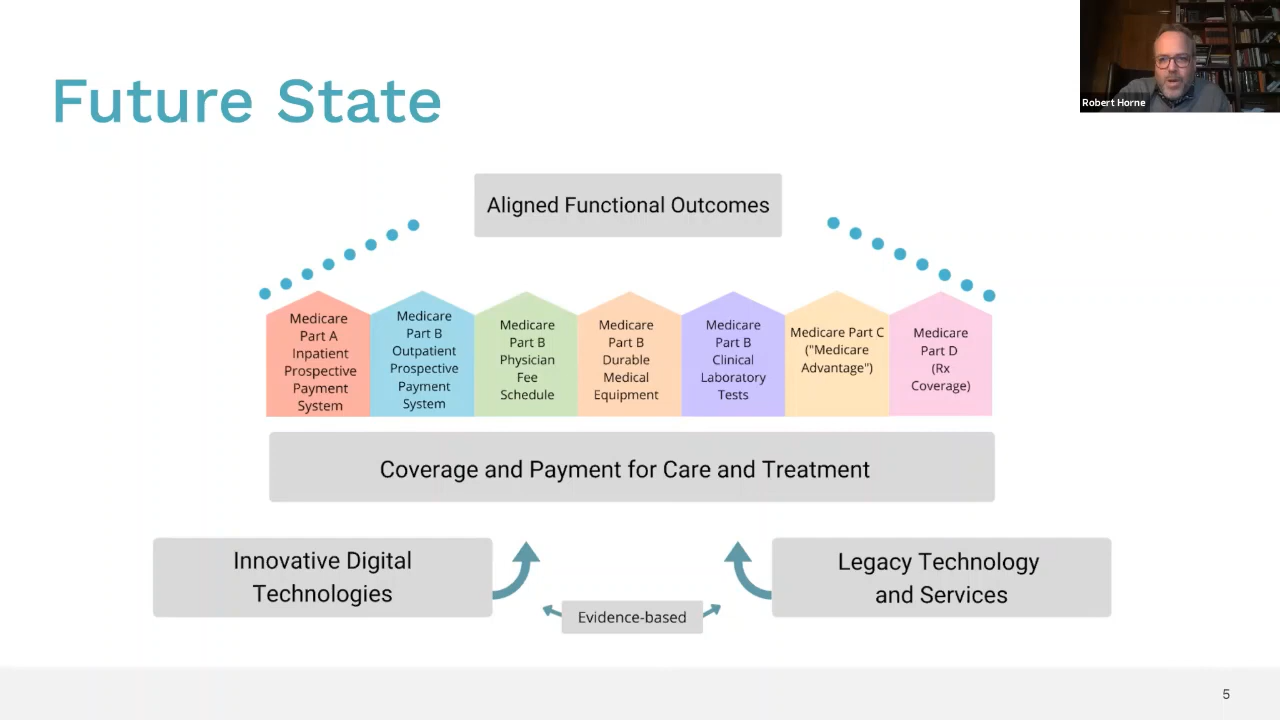 Future State
Robert Horne
Aligned Functional Outcomes
Medicare
Part A
Inpatient
Prospective
Payment
System
Medicare
Part B
Outpatient
Prospective
Payment
System
Medicare
Part B
Physician
Fee
Schedule
Medicare
Part B
Durable
Medical
Equipment
Medicare
Part B
Clinical
Laboratory
Tests
Medicare Part C
("Medicare
Advantage")
Medicare
Part D
(Rx
Coverage)
Coverage and Payment for Care and Treatment
Innovative Digital
Technologies
Evidence-based
Legacy Technology
and Services
5